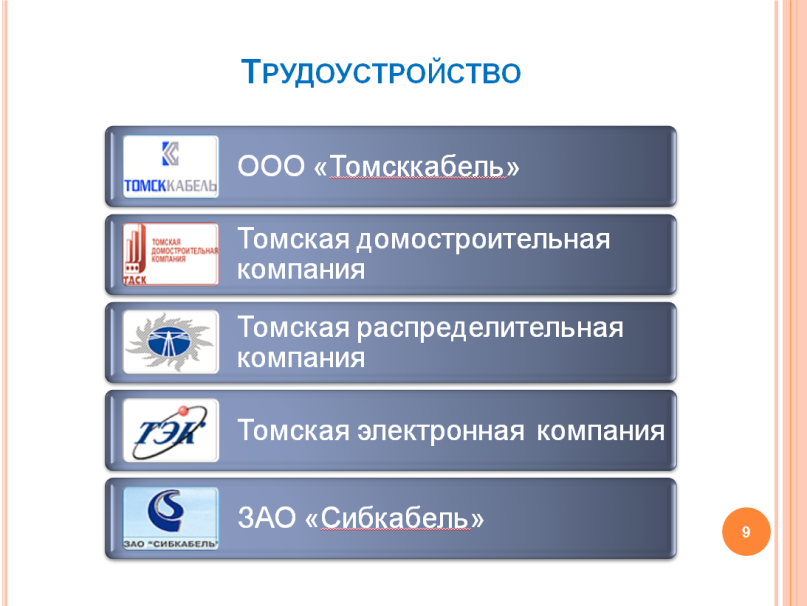 ТРУДОУСТРОЙСТВО
ТОМСККАБЕЛЬ
ООО «Томсккабель»
ТОМСКАЯ
ДОМОСТРОИТЕЛЬНАЯ
КОМПАНИЯ
ТДСК
Томская домостроительная
компания
Томская распределительная
компания
ТЭК
Томская электронная компания
ЗАО "СИБКАБЕЛЬ"
ЗАО «Сибкабель»
9